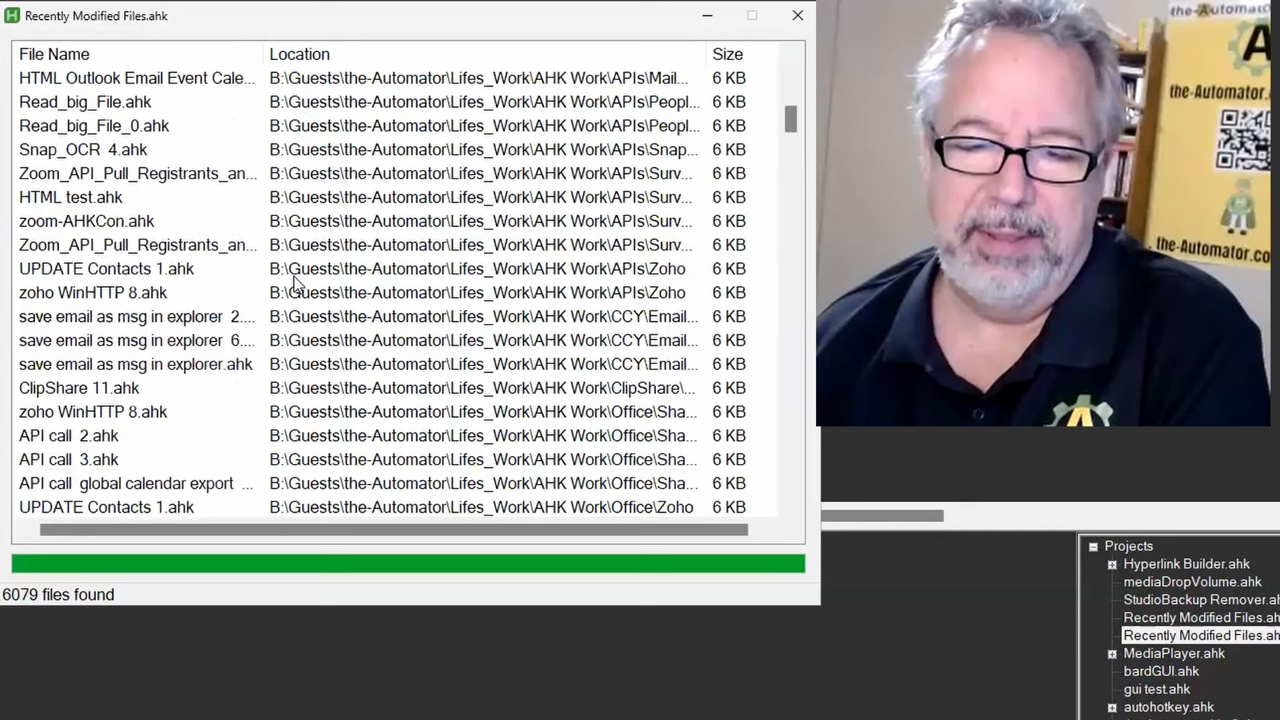 Recently Modified Files.ahk
File Name Location Size
HTML Outlook Email Event Cale... B:\Guests\the-Automator\Lifes_Work\AHK Work\APIs\Mail... 6 KB
Read_big_File.ahk B:\Guests\the-Automator\Lifes_Work\AHK Work\APIs\Peopl... 6 KB
Read_big_File_0.ahk B:\Guests\the-Automator\Lifes_Work\AHK Work\APIs\Peopl... 6 KB
Snap_OCR 4.ahk B:\Guests\the-Automator\Lifes_Work\AHK Work\APIs\Snap... 6 KB
Zoom_API_Pull_Registrants_an... B:\Guests\the-Automator\Lifes_Work\AHK Work\APIs\Surv... 6 KB
HTML test.ahk B:\Guests\the-Automator\Lifes_Work\AHK Work\APIs\Surv... 6 KB
zoom-AHKCon.ahk B:\Guests\the-Automator\Lifes_Work\AHK Work\APIs\Surv... 6 KB
Zoom_API_Pull_Registrants_an... B:\Guests\the-Automator\Lifes_Work\AHK Work\APIs\Surv... 6 KB
UPDATE Contacts 1.ahk B:\Guests\the-Automator\Lifes_Work\AHK Work\APIs\Zoho 6 KB
zoho WinHTTP 8.ahk B:\Guests\the-Automator\Lifes_Work\AHK Work\APIs\Zoho 6 KB
save email as msg in explorer 2.... B:\Guests\the-Automator\Lifes_Work\AHK Work\CCY\Email... 6 KB
save email as msg in explorer 6.... B:\Guests\the-Automator\Lifes_Work\AHK Work\CCY\Email... 6 KB
save email as msg in explorer.ahk B:\Guests\the-Automator\Lifes_Work\AHK Work\CCY\Email... 6 KB
ClipShare 11.ahk B:\Guests\the-Automator\Lifes_Work\AHK Work\ClipShare\... 6 KB
zoho WinHTTP 8.ahk B:\Guests\the-Automator\Lifes_Work\AHK Work\Office\Sha... 6 KB
API call 2.ahk B:\Guests\the-Automator\Lifes_Work\AHK Work\Office\Sha... 6 KB
API call 3.ahk B:\Guests\the-Automator\Lifes_Work\AHK Work\Office\Sha... 6 KB
API call global calendar export ... B:\Guests\the-Automator\Lifes_Work\AHK Work\Office\Sha... 6 KB
UPDATE Contacts 1.ahk B:\Guests\the-Automator\Lifes_Work\AHK Work\Office\Zoho 6 KB
6079 files found
the-Automator
A
the-Automator.
the-Automator.co
A
Projects
Hyperlink Builder.ahk
mediaDropVolume.ahk
StudioBackup Remover.ah
Recently Modified Files.ah
Recently Modified Files.ah
MediaPlayer.ahk
bardGUI.ahk
gui test.ahk
autohotkey.ahk